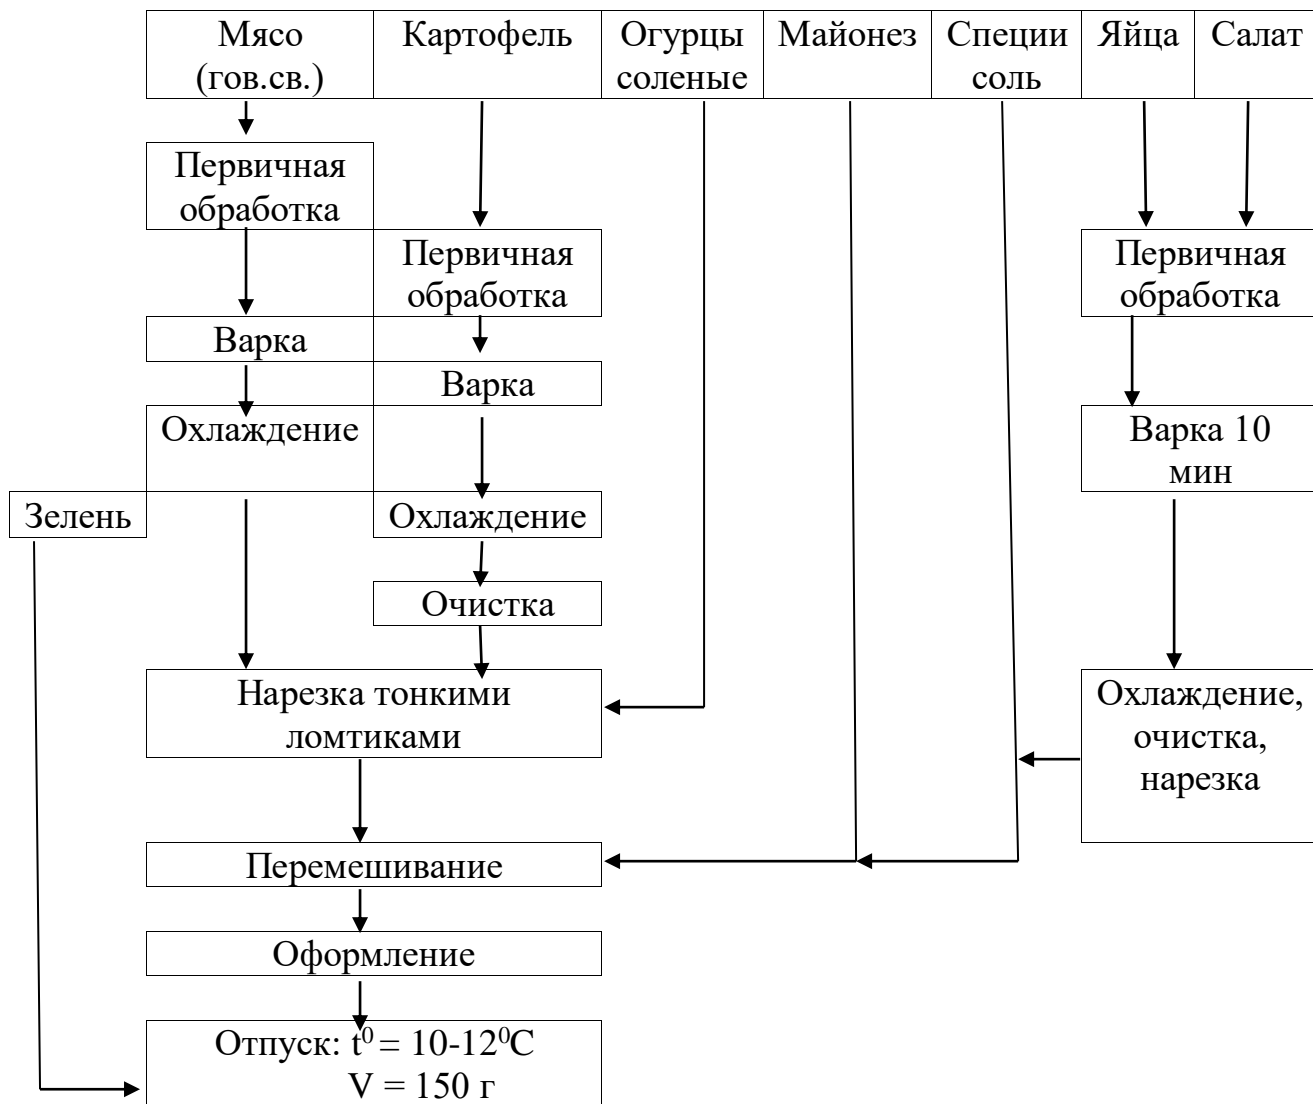 Мясо
(гов.св.)
Картофель
Огурцы
соленые
Майонез
Специи
соль
Яйца
Салат
Первичная
обработка
Первичная
обработка
Первичная
обработка
Варка
Варка
Охлаждение
Варка 10
мин
Зелень
Охлаждение
Очистка
Нарезка тонкими
ломтиками
Охлаждение,
очистка,
нарезка
Перемешивание
Оформление
Отпуск: t⁰ = 10-12⁰С
V = 150 г